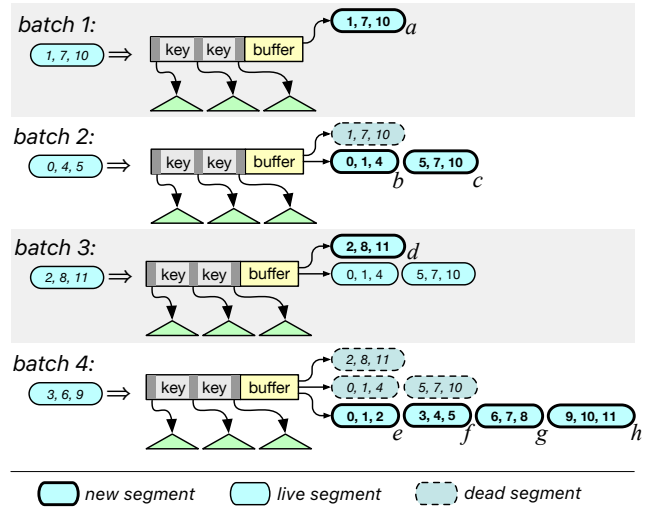 batch 1:
1, 7, 10 ⇒
key key buffer
1, 7, 10 a
batch 2:
0, 4, 5 ⇒
key key buffer
1, 7, 10
0, 1, 4 b 5, 7, 10 c
batch 3:
2, 8, 11 ⇒
key key buffer
2, 8, 11 d
0, 1, 4 5, 7, 10
batch 4:
3, 6, 9 ⇒
key key buffer
2, 8, 11
0, 1, 4 5, 7, 10
0, 1, 2 e 3, 4, 5 f 6, 7, 8 g 9, 10, 11 h
new segment live segment dead segment